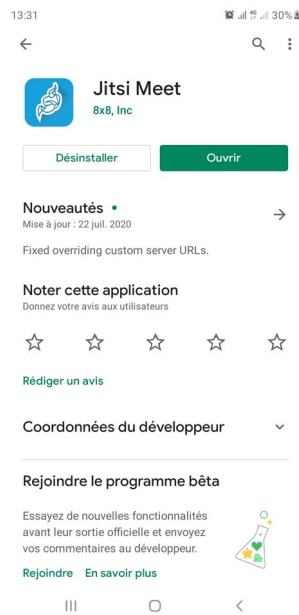 13:31
30%
Jitsi Meet
8x8, Inc
Désinstaller
Ouvrir
Nouveautés •
Mise à jour : 22 juil. 2020
Fixed overriding custom server URLs.
Noter cette application
Donnez votre avis aux utilisateurs
Rédiger un avis
Coordonnées du développeur
Rejoindre le programme bêta
Essayez de nouvelles fonctionnalités
avant leur sortie officielle et envoyez
vos commentaires au développeur.
Rejoindre En savoir plus